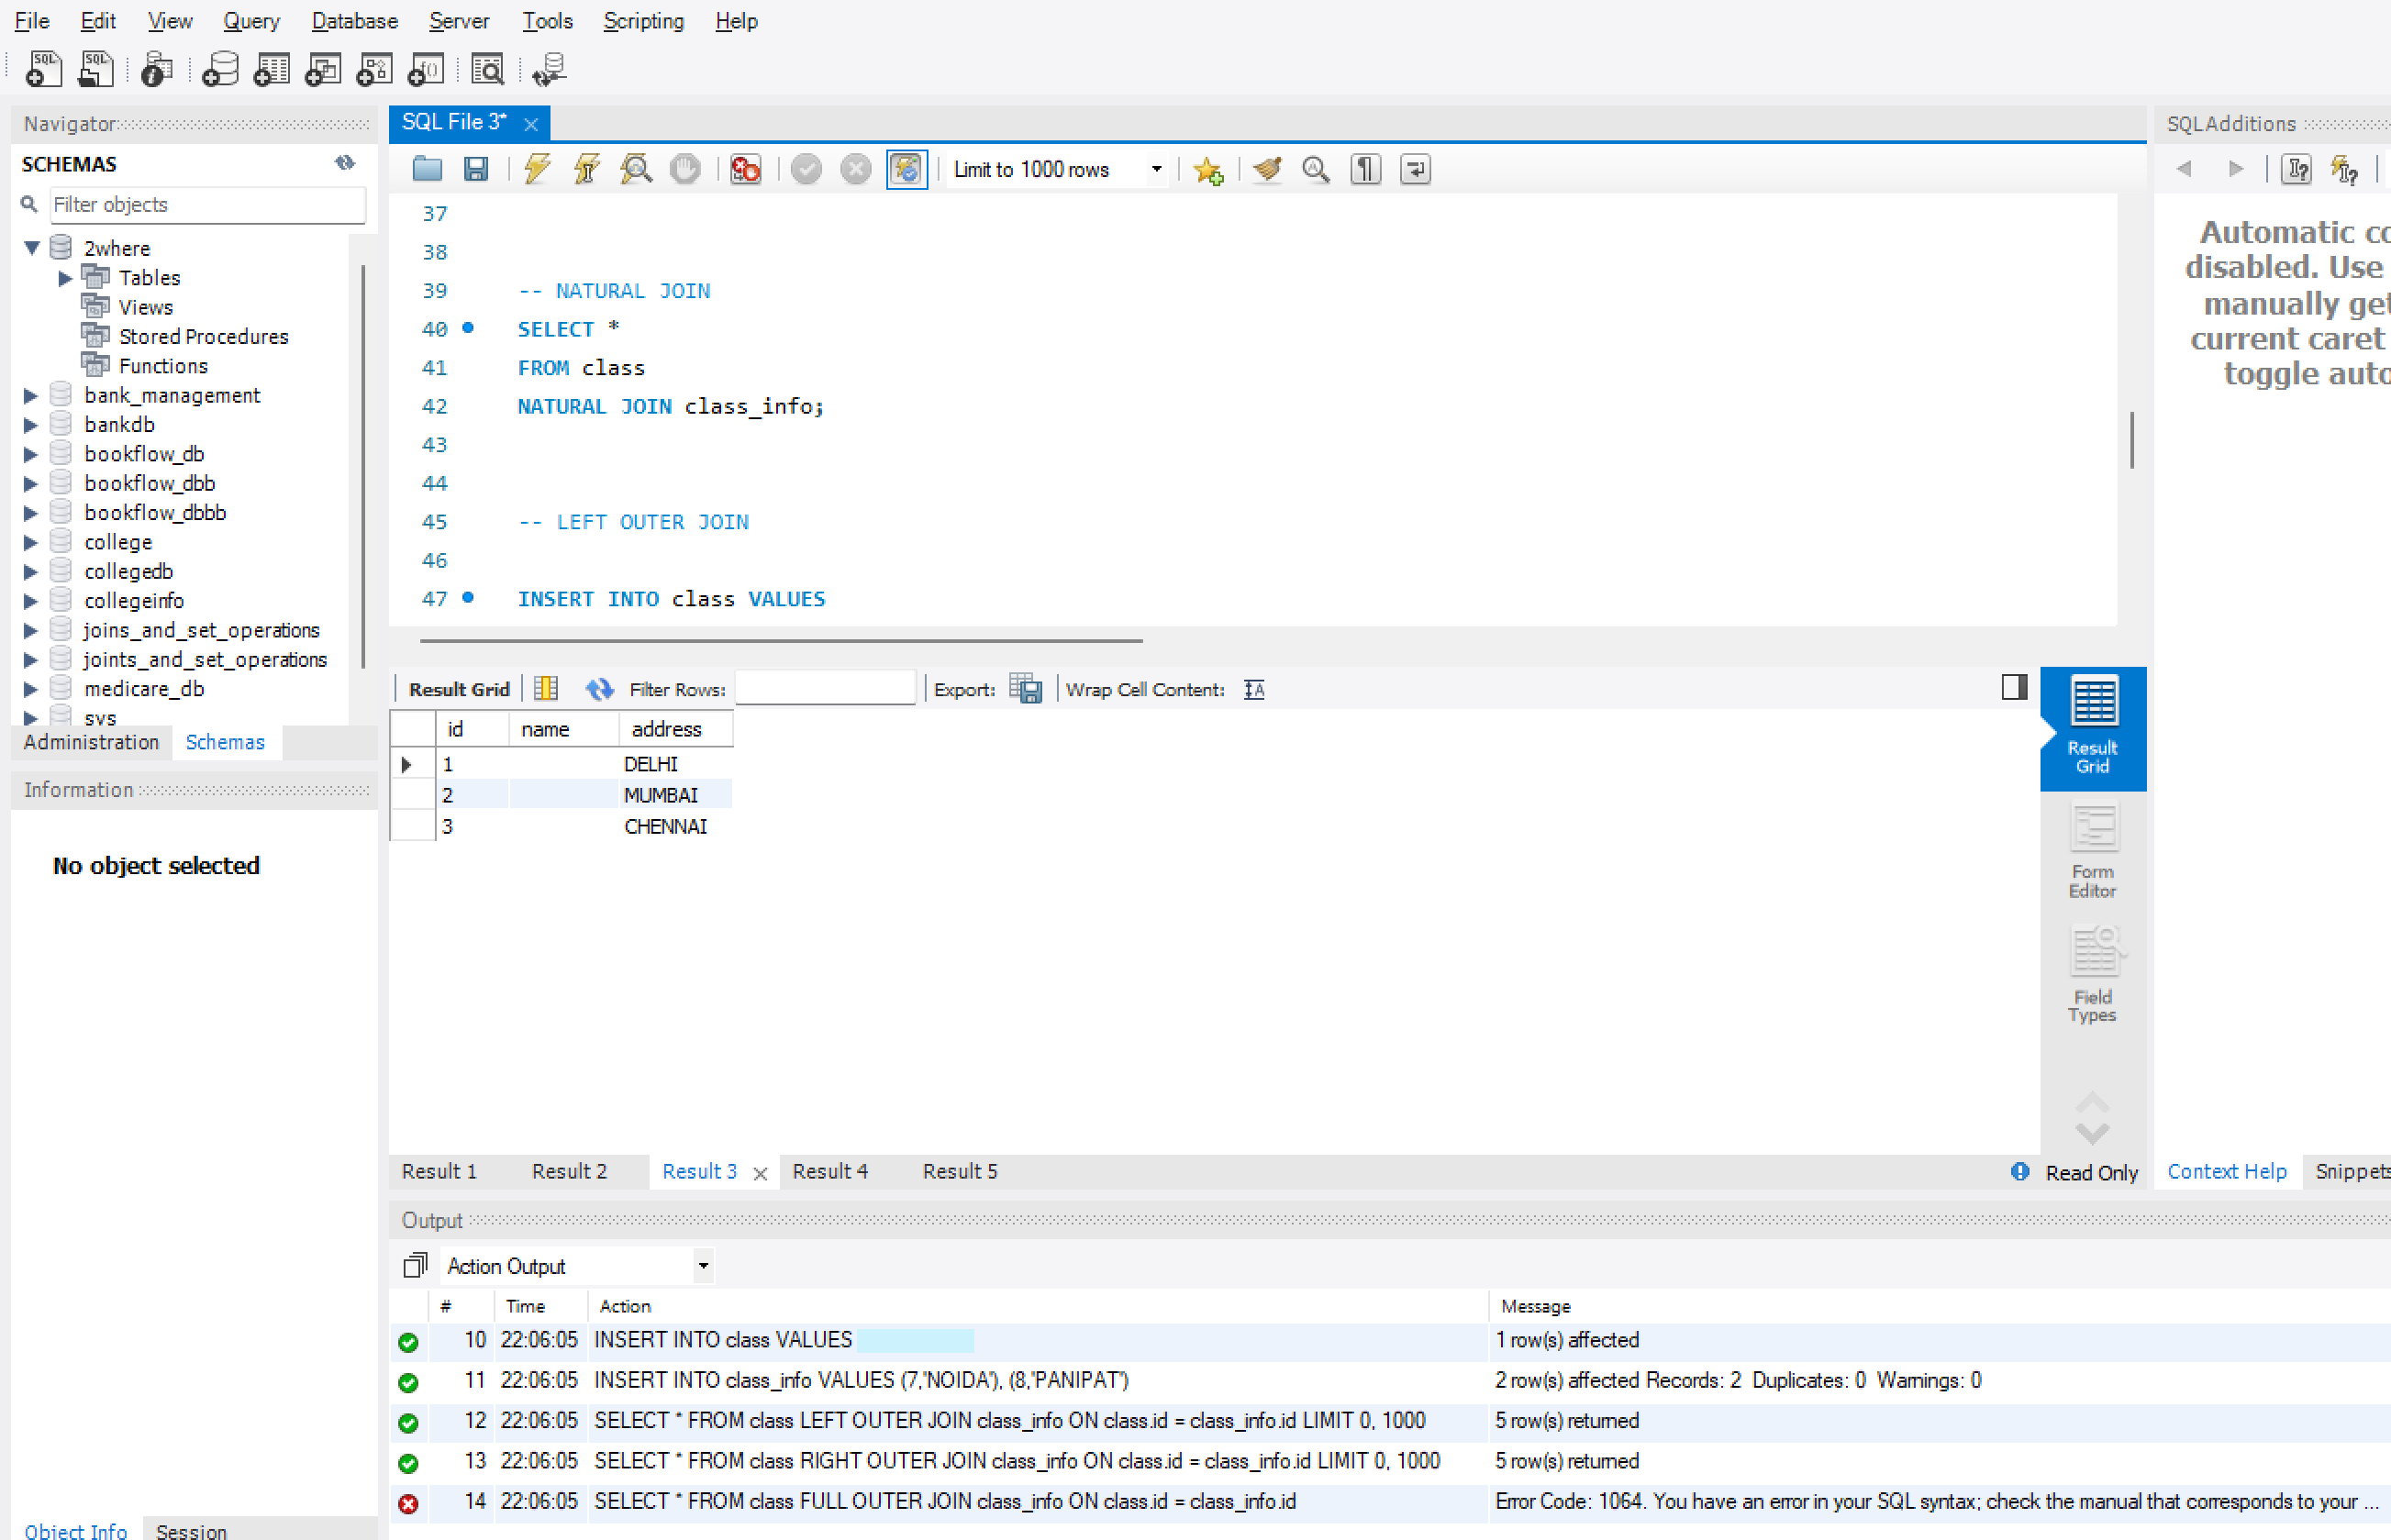 File Edit View Query Database Server Tools Scripting Help
SQL SQL
Navigator
SCHEMAS
Filter objects
2where
Tables
Views
Stored Procedures
Functions
bank_management
bankdb
bookflow_db
bookflow_dbb
bookflow_dbbb
college
collegedb
collegeinfo
joins_and_set_operations
joints_and_set_operations
medicare_db
sys
Administration Schemas
Information
No object selected
Object Info Session
SQL File 3*
Limit to 1000 rows
37
38
39 -- NATURAL JOIN
40 SELECT *
41 FROM class
42 NATURAL JOIN class_info;
43
44
45 -- LEFT OUTER JOIN
46
47 INSERT INTO class VALUES
Result Grid Filter Rows: Export: Wrap Cell Content:
id name address
1 DELHI
2 MUMBAI
3 CHENNAI
Result Grid
Form Editor
Field Types
Result 1 Result 2 Result 3 Result 4 Result 5 Read Only
SQLAdditions
Automatic co
disabled. Use
manually get
current caret
toggle auto
Context Help Snippets
Output
Action Output
# Time Action Message
10 22:06:05 INSERT INTO class VALUES 1 row(s) affected
11 22:06:05 INSERT INTO class_info VALUES (7,'NOIDA'), (8,'PANIPAT') 2 row(s) affected Records: 2 Duplicates: 0 Warnings: 0
12 22:06:05 SELECT * FROM class LEFT OUTER JOIN class_info ON class.id = class_info.id LIMIT 0, 1000 5 row(s) returned
13 22:06:05 SELECT * FROM class RIGHT OUTER JOIN class_info ON class.id = class_info.id LIMIT 0, 1000 5 row(s) returned
14 22:06:05 SELECT * FROM class FULL OUTER JOIN class_info ON class.id = class_info.id Error Code: 1064. You have an error in your SQL syntax; check the manual that corresponds to your ...